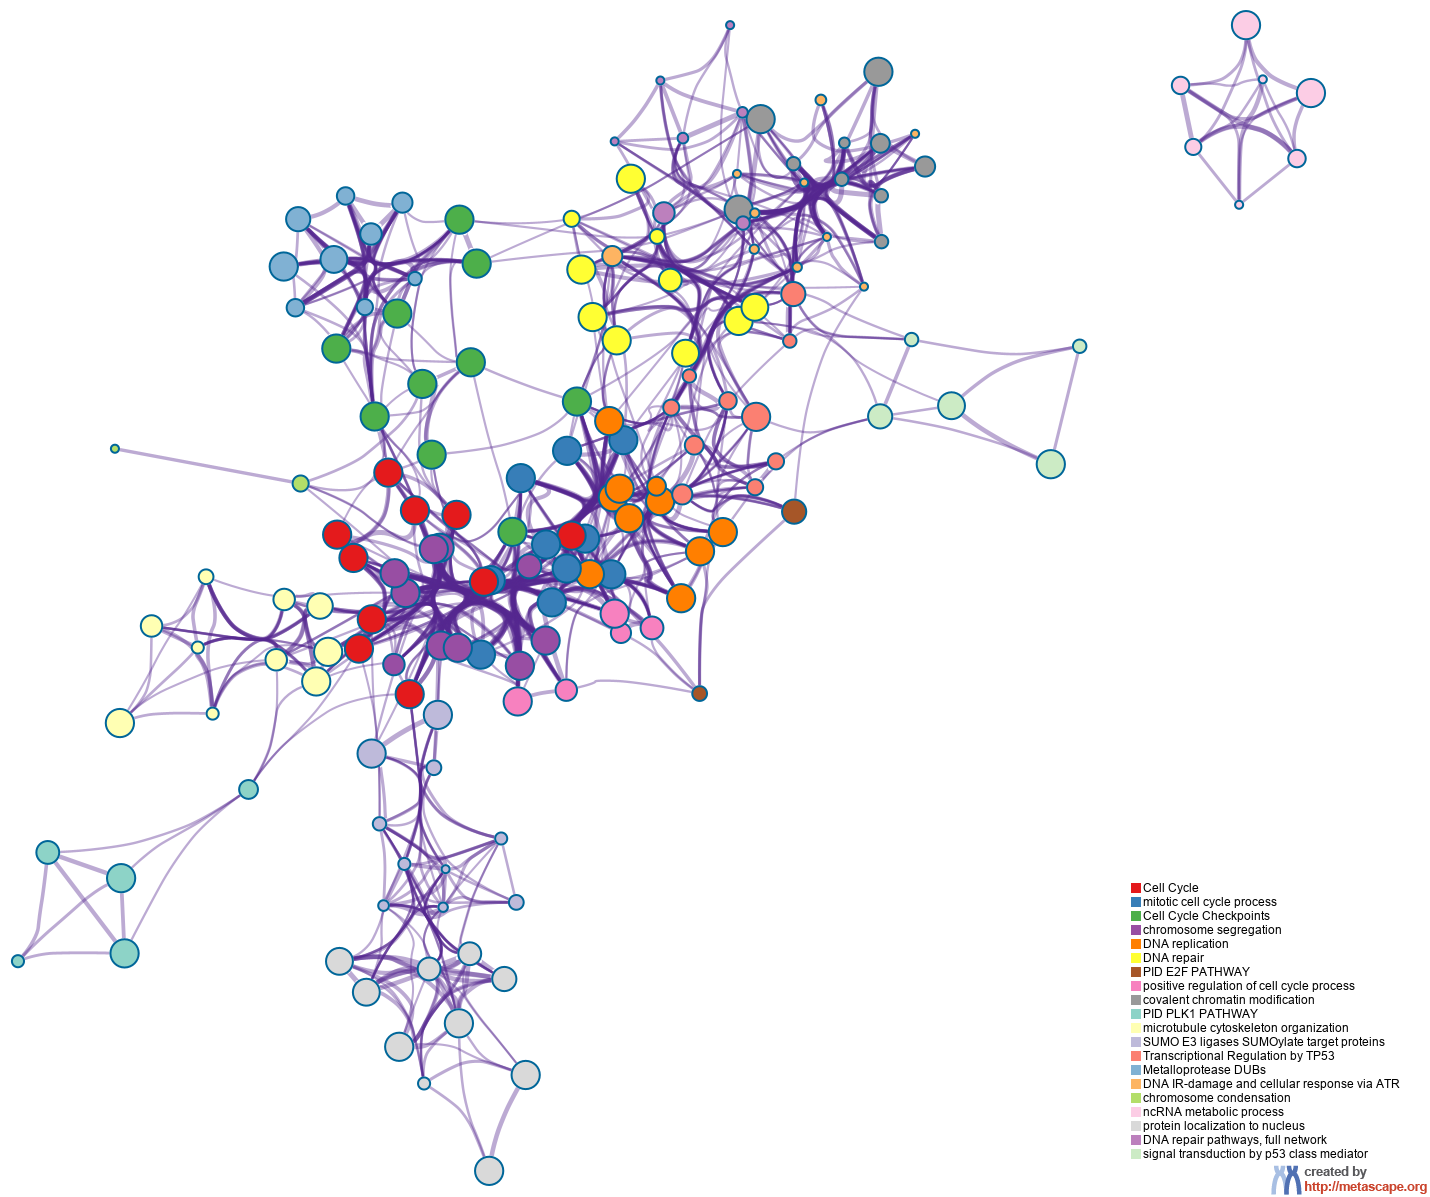 Cell Cycle
mitotic cell cycle process
Cell Cycle Checkpoints
chromosome segregation
DNA replication
DNA repair
PID E2F PATHWAY
positive regulation of cell cycle process
covalent chromatin modification
PID PLK1 PATHWAY
microtubule cytoskeleton organization
SUMO E3 ligases SUMOylate target proteins
Transcriptional Regulation by TP53
Metalloprotease DUBs
DNA IR-damage and cellular response via ATR
chromosome condensation
ncRNA metabolic process
protein localization to nucleus
DNA repair pathways, full network
signal transduction by p53 class mediator
created by
http://metascape.org